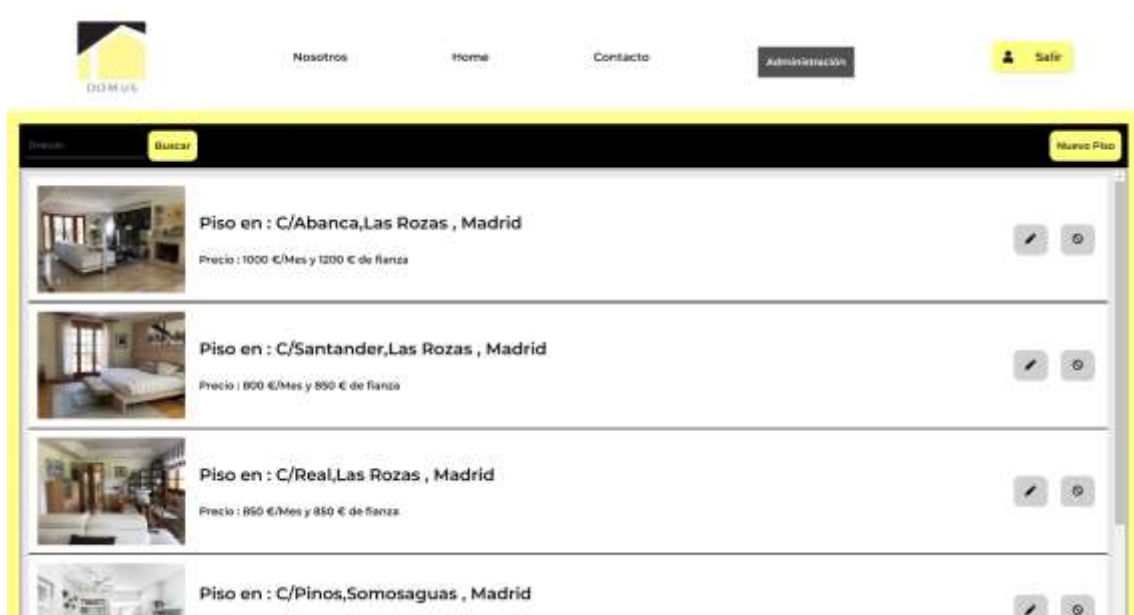 DOMUS
Nosotros
Home
Contacto
Administración
Salir
Buscar
Nuevo Piso
Piso en : C/Abanca,Las Rozas , Madrid
Precio : 1000 €/Mes y 1200 € de fianza
Piso en : C/Santander,Las Rozas , Madrid
Precio : 800 €/Mes y 850 € de fianza
Piso en : C/Real,Las Rozas , Madrid
Precio : 850 €/Mes y 850 € de fianza
Piso en : C/Pinos,Somosaguas , Madrid